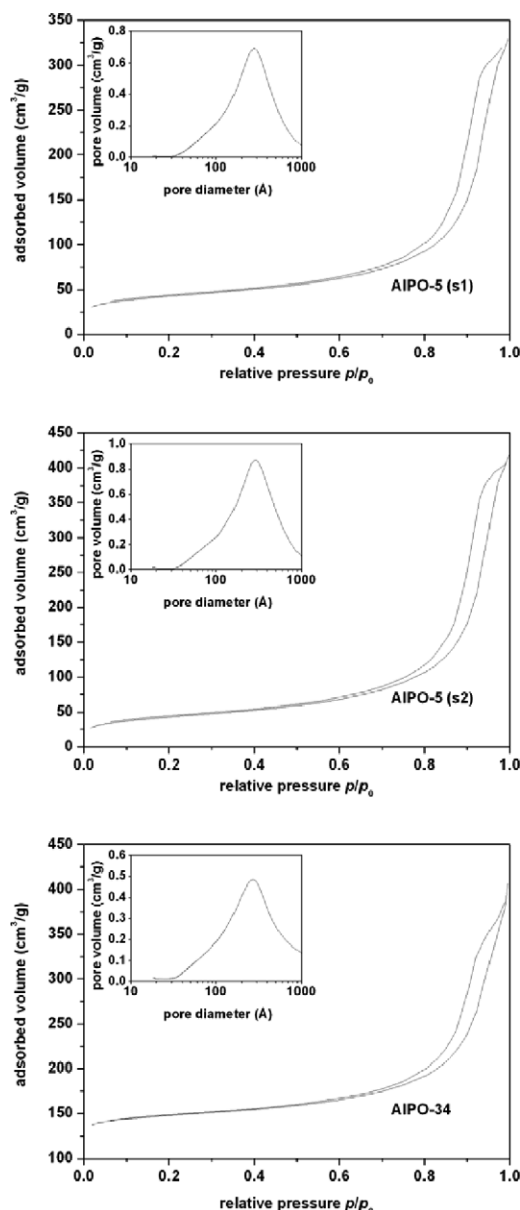 350
300
250
200
150
100
50
0
adsorbed volume (cm³/g)
0.8
0.6
0.4
0.2
0.0
pore volume (cm³/g)
10 100 1000
pore diameter (Å)
AlPO-5 (s1)
0.0 0.2 0.4 0.6 0.8 1.0
relative pressure p/p₀
450
400
350
300
250
200
150
100
50
0
adsorbed volume (cm³/g)
1.0
0.8
0.6
0.4
0.2
0.0
pore volume (cm³/g)
10 100 1000
pore diameter (Å)
AlPO-5 (s2)
0.0 0.2 0.4 0.6 0.8 1.0
relative pressure p/p₀
450
400
350
300
250
200
150
100
adsorbed volume (cm³/g)
0.6
0.5
0.4
0.3
0.2
0.1
0.0
pore volume (cm³/g)
10 100 1000
pore diameter (Å)
AlPO-34
0.0 0.2 0.4 0.6 0.8 1.0
relative pressure p/p₀